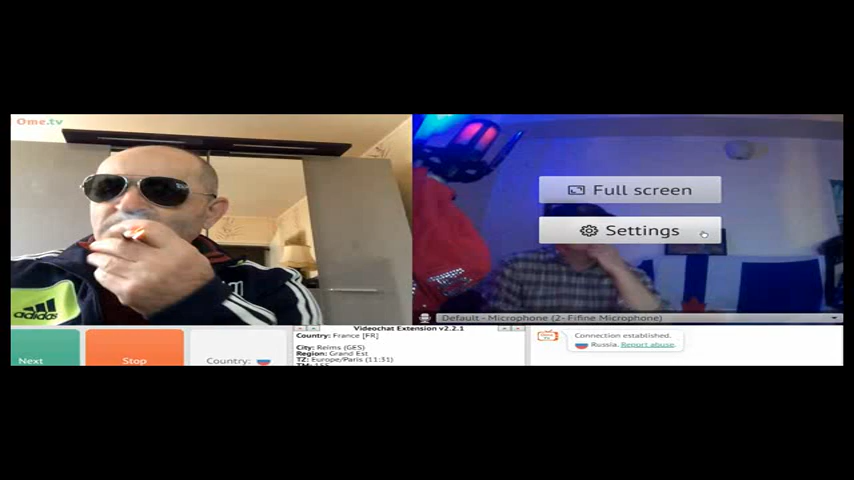 Ome.tv
Full screen
Settings
adidas
Default - Microphone (2- Fifine Microphone)
Next
Stop
Country:
Videochat Extension v2.2.1
Country: France [FR]
City: Reims (GES)
Region: Grand Est
TZ: Europe/Paris (11:31)
Connection established.
Russia. Report abuse.